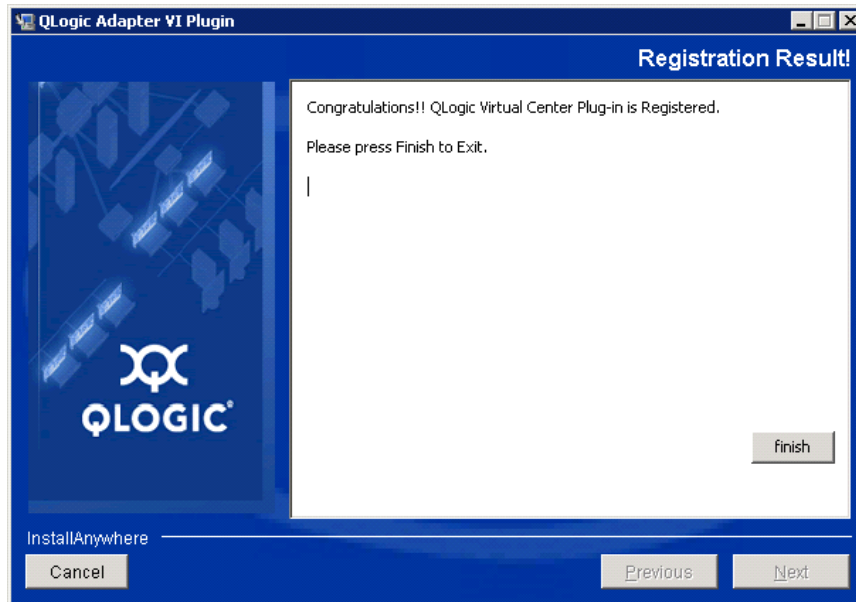 QLogic Adapter VI Plugin
Registration Result!
Congratulations!! QLogic Virtual Center Plug-in is Registered.
Please press Finish to Exit.
QLOGIC®
finish
InstallAnywhere
Cancel
Previous
Next